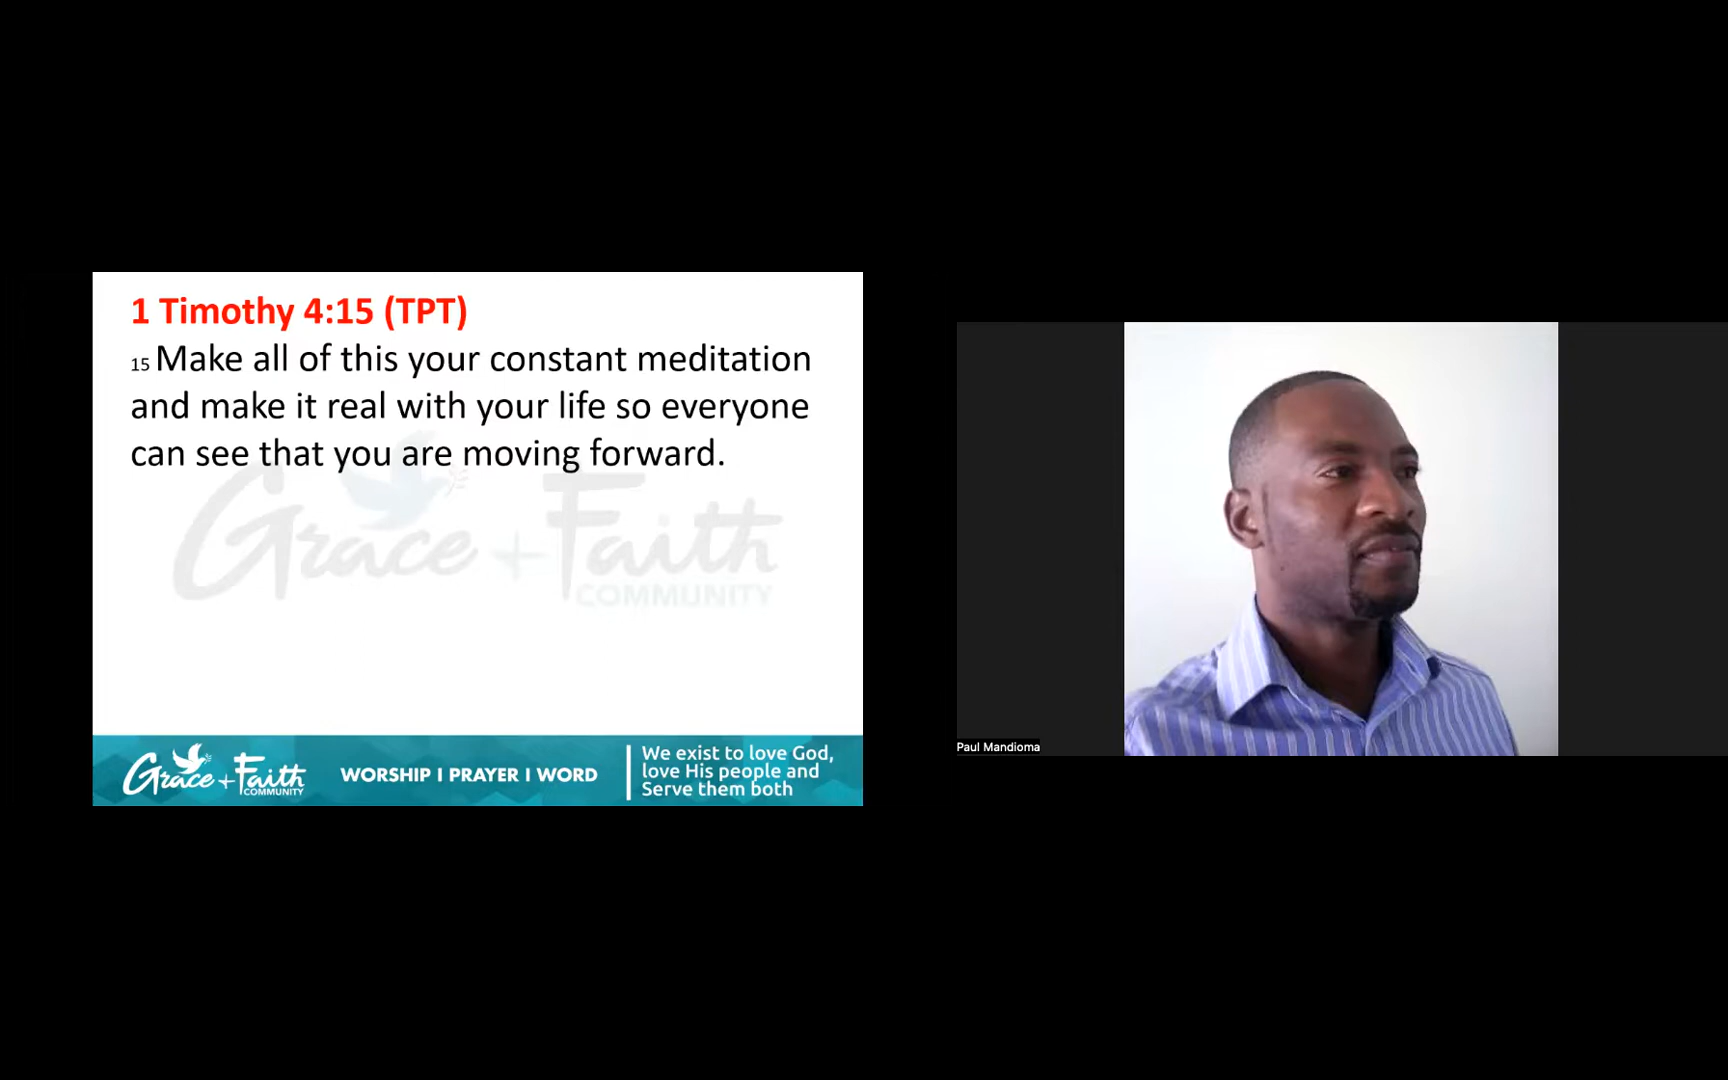 1 Timothy 4:15 (TPT)
15 Make all of this your constant meditation
and make it real with your life so everyone
can see that you are moving forward.
Grace + Faith
COMMUNITY
Grace + Faith
COMMUNITY
WORSHIP | PRAYER | WORD
We exist to love God,
love His people and
Serve them both
Paul Mandioma